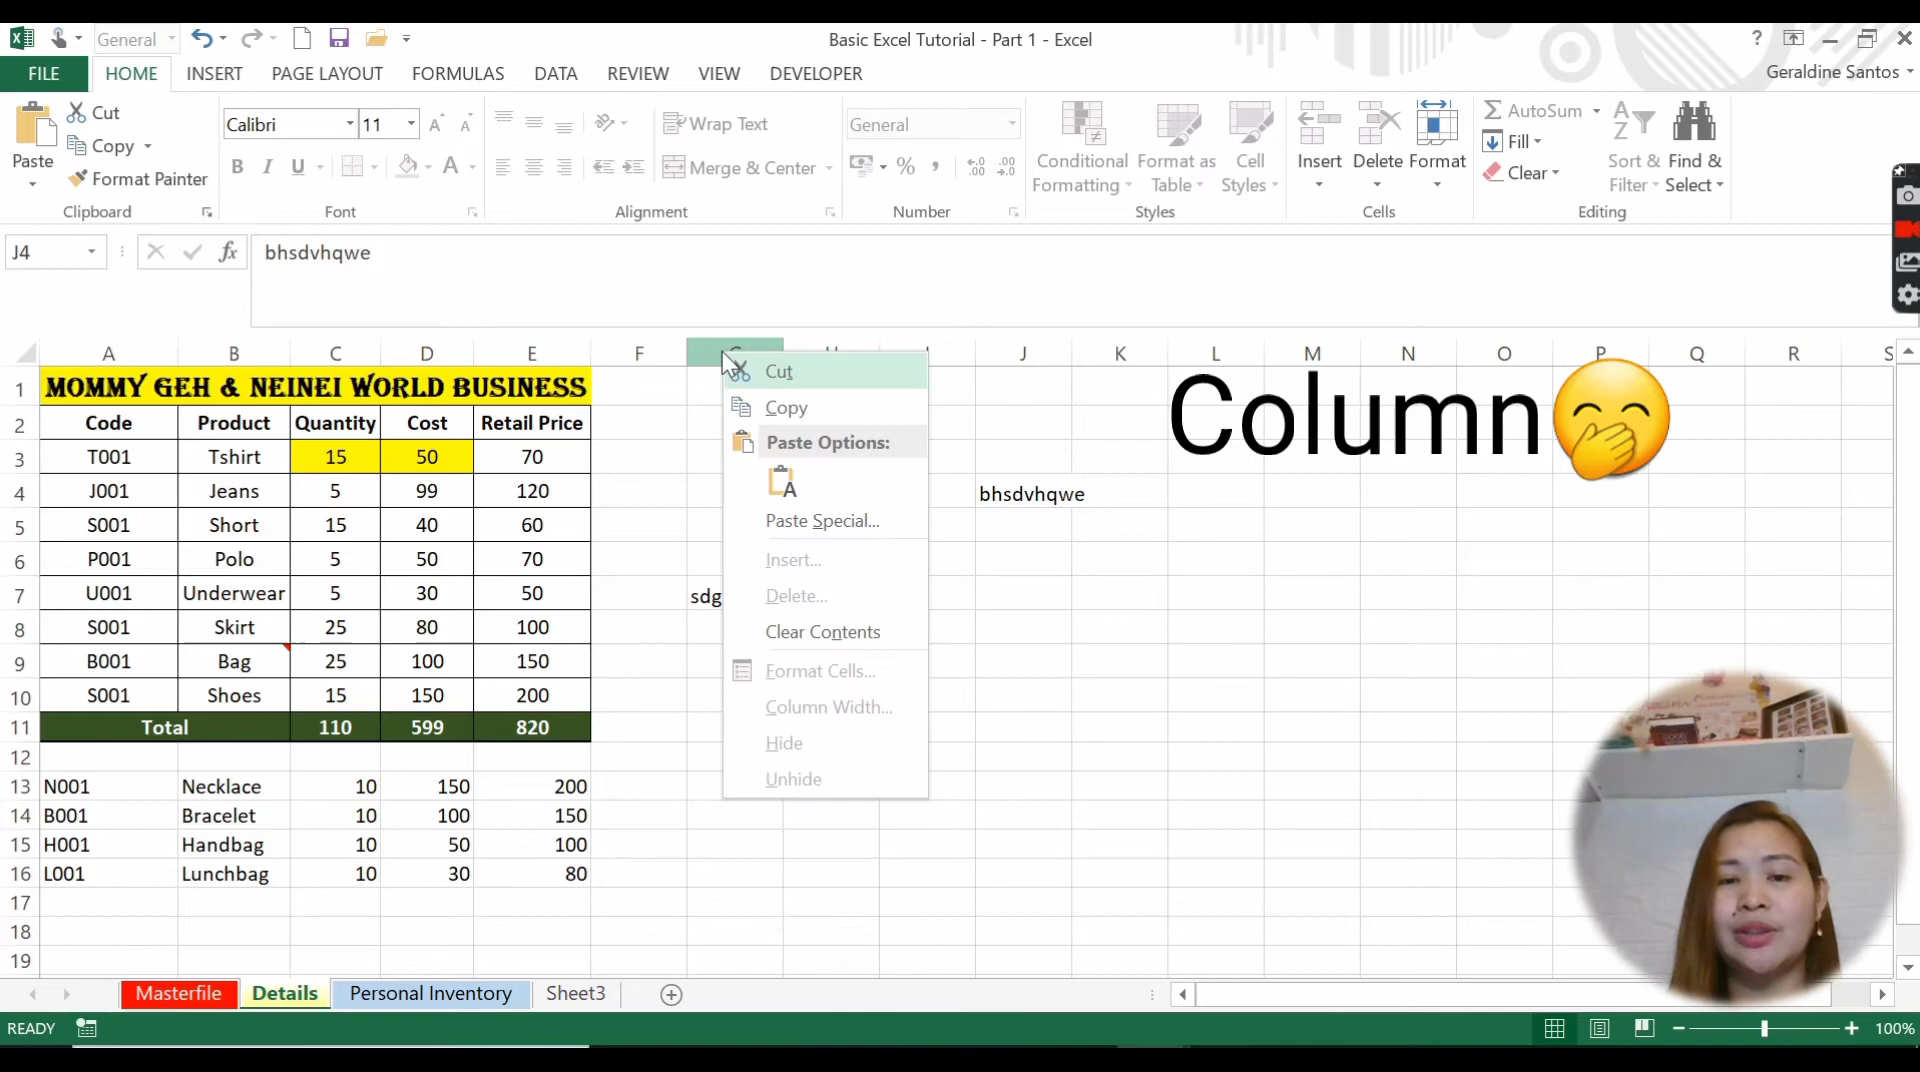 General
Basic Excel Tutorial - Part 1 - Excel
?
FILE HOME INSERT PAGE LAYOUT FORMULAS DATA REVIEW VIEW DEVELOPER
Geraldine Santos
Paste
Cut
Copy
Format Painter
Clipboard
Calibri 11
A A
B I U A
Font
Wrap Text
Merge & Center
Alignment
General
% ,
.0 .00
Number
Conditional Formatting
Format as Table
Cell Styles
Styles
Insert
Delete
Format
Cells
AutoSum
Fill
Clear
Sort & Filter
Find & Select
Editing
J4
fx
bhsdvhqwe
A B C D E F G H I J K L M N O P Q R S
1 MOMMY GEH & NEINEI WORLD BUSINESS
2 Code Product Quantity Cost Retail Price
3 T001 Tshirt 15 50 70
4 J001 Jeans 5 99 120 bhsdvhqwe
5 S001 Short 15 40 60
6 P001 Polo 5 50 70
7 U001 Underwear 5 30 50 sdg
8 S001 Skirt 25 80 100
9 B001 Bag 25 100 150
10 S001 Shoes 15 150 200
11 Total 110 599 820
12
13 N001 Necklace 10 150 200
14 B001 Bracelet 10 100 150
15 H001 Handbag 10 50 100
16 L001 Lunchbag 10 30 80
17
18
19
Cut
Copy
Paste Options:
A
Paste Special...
Insert...
Delete...
Clear Contents
Format Cells...
Column Width...
Hide
Unhide
Column🤭
Masterfile Details Personal Inventory Sheet3
READY
100%